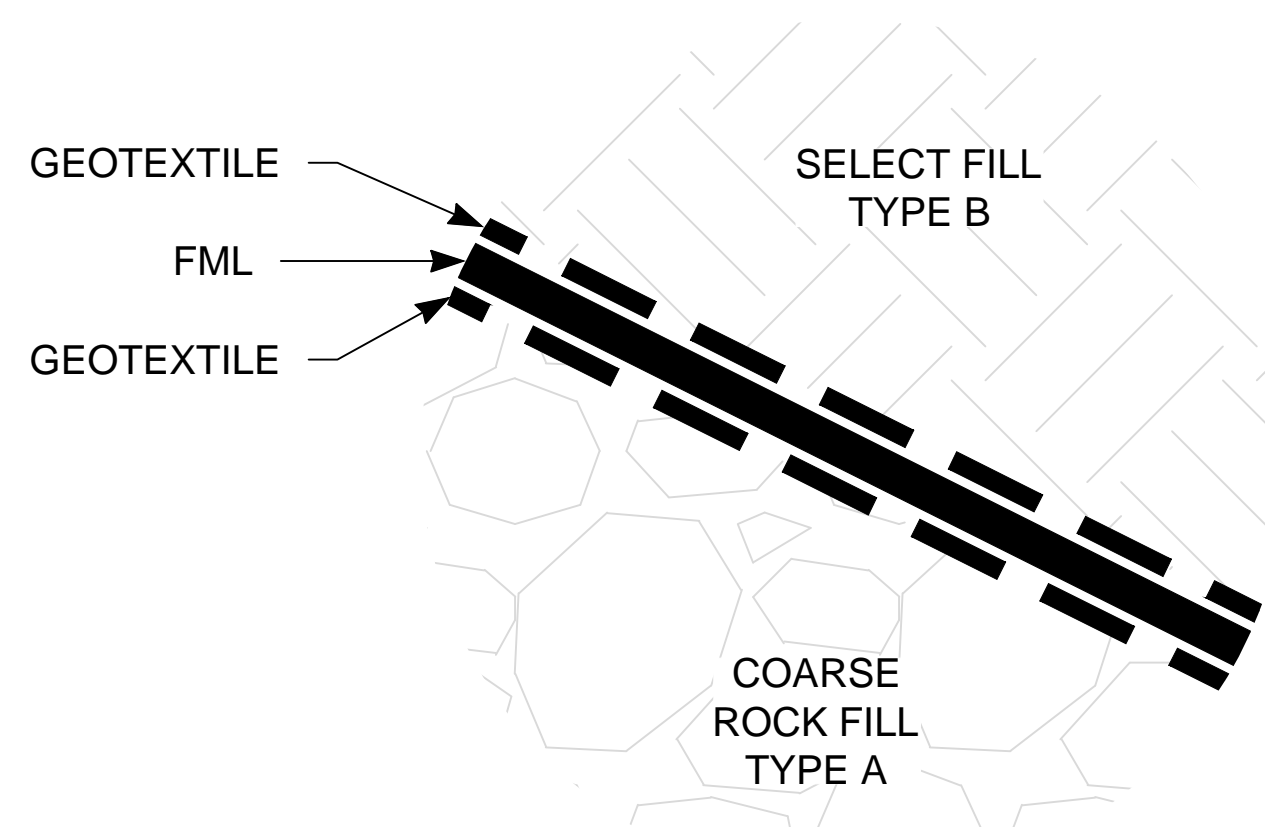 GEOTEXTILE
FML
GEOTEXTILE
SELECT FILL
TYPE B
COARSE
ROCK FILL
TYPE A